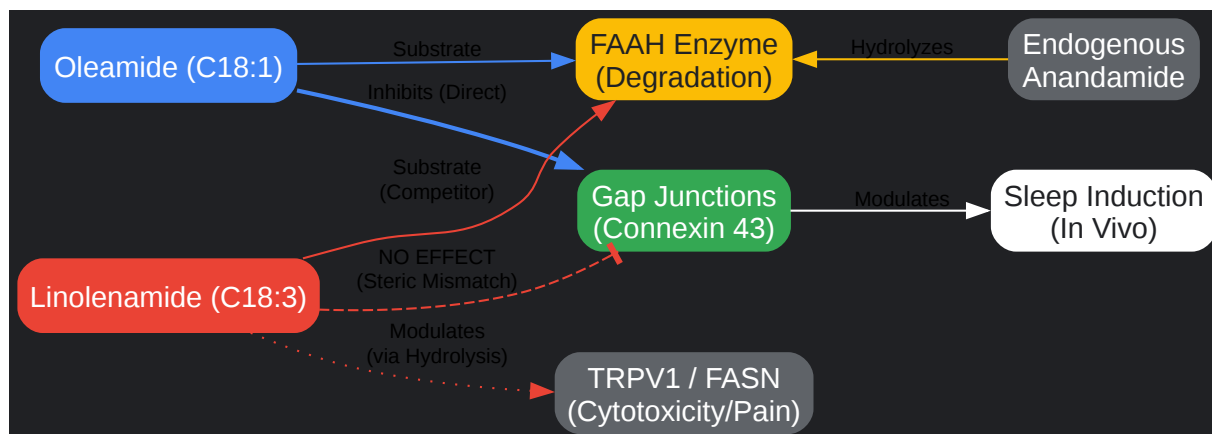 Oleamide (C18:1)
Substrate
FAAH Enzyme
(Degradation)
Hydrolyzes
Endogenous
Anandamide
Inhibits (Direct)
Substrate
(Competitor)
Gap Junctions
(Connexin 43)
Modulates
Sleep Induction
(In Vivo)
NO EFFECT
(Steric Mismatch)
Linolenamide (C18:3)
Modulates
(via Hydrolysis)
TRPV1 / FASN
(Cytotoxicity/Pain)